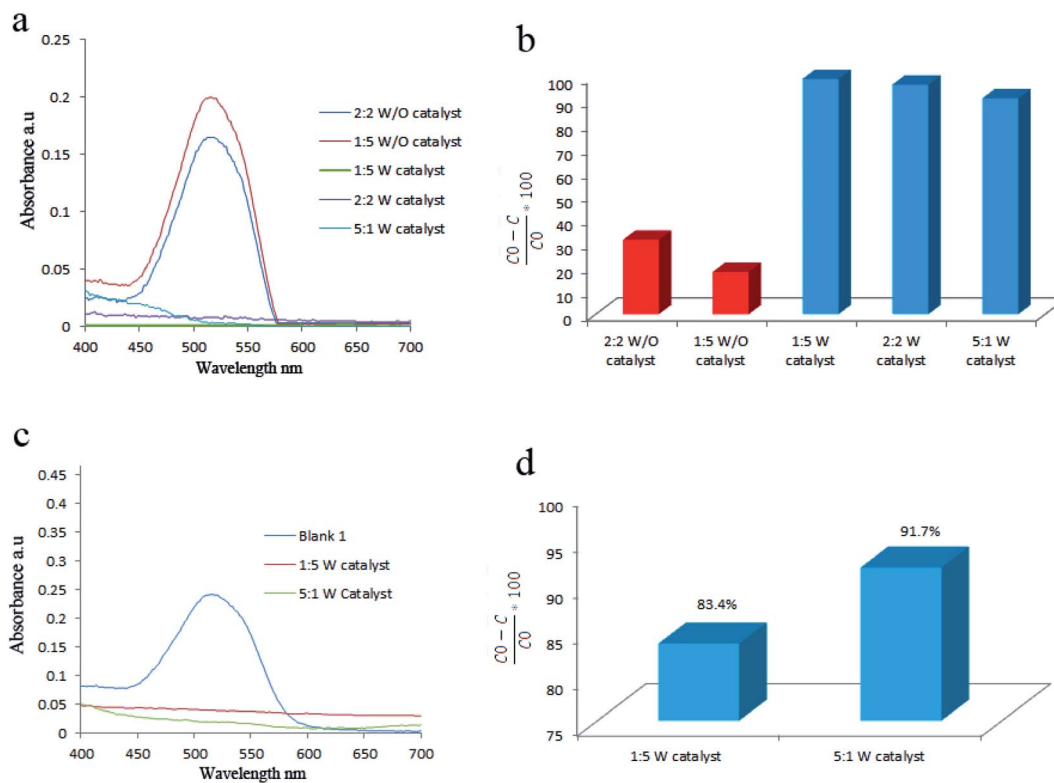 a
0.25
0.2
0.15
0.1
0.05
0
Absorbance a.u
400 450 500 550 600 650 700
Wavelength nm
2:2 W/O catalyst
1:5 W/O catalyst
1:5 W catalyst
2:2 W catalyst
5:1 W catalyst
b
100
90
80
70
60
50
40
30
20
10
0
C0 − C
C0
* 100
2:2 W/O catalyst
1:5 W/O catalyst
1:5 W catalyst
2:2 W catalyst
5:1 W catalyst
c
0.45
0.4
0.35
0.3
0.25
0.2
0.15
0.1
0.05
0
Absorbance a.u
400 450 500 550 600 650 700
Wavelength nm
Blank 1
1:5 W catalyst
5:1 W Catalyst
d
100
95
90
85
80
75
C0 − C
C0
* 100
83.4%
91.7%
1:5 W catalyst
5:1 W catalyst